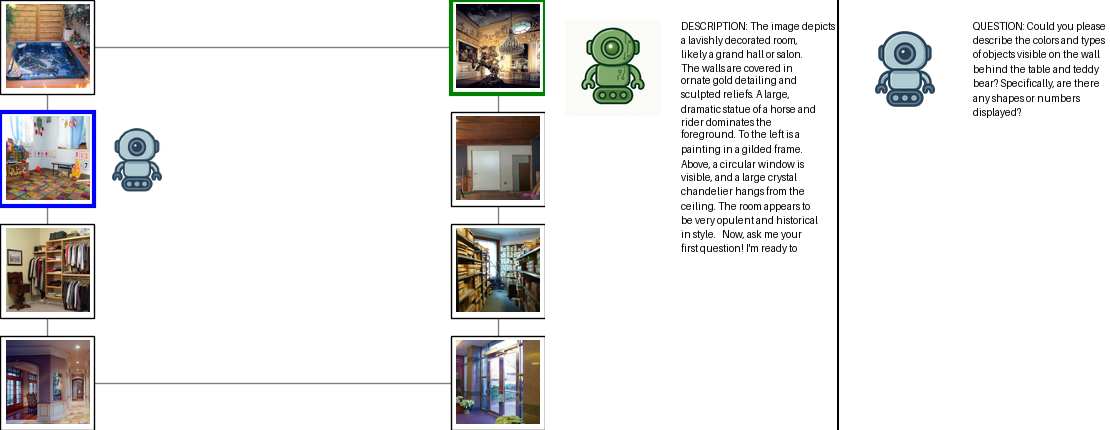 DESCRIPTION: The image depicts
a lavishly decorated room,
likely a grand hall or salon.
The walls are covered in
ornate gold detailing and
sculpted reliefs. A large,
dramatic statue of a horse and
rider dominates the
foreground. To the left is a
painting in a gilded frame.
Above, a circular window is
visible, and a large crystal
chandelier hangs from the
ceiling. The room appears to
be very opulent and historical
in style. Now, ask me your
first question! I'm ready to
QUESTION: Could you please
describe the colors and types
of objects visible on the wall
behind the table and teddy
bear? Specifically, are there
any shapes or numbers
displayed?